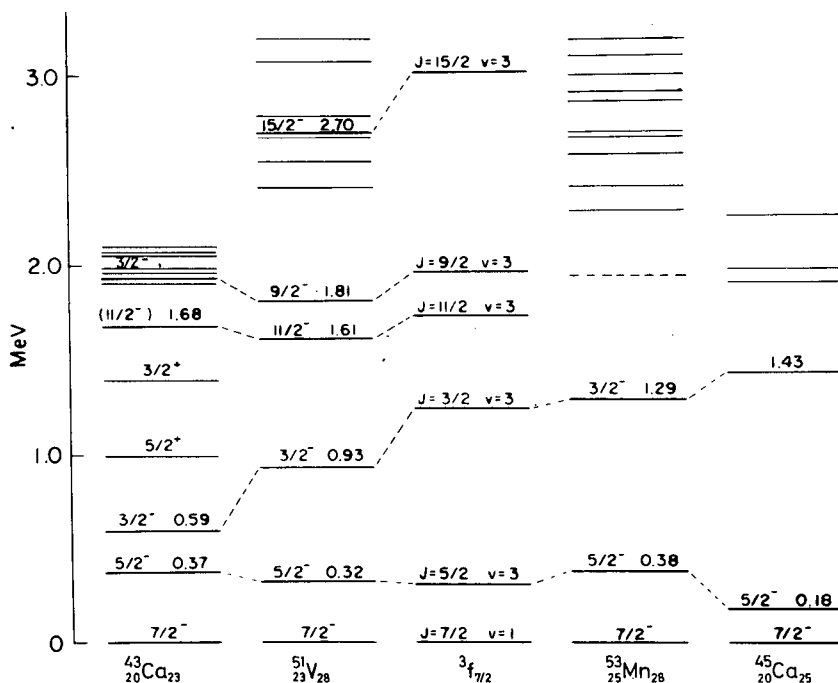 3.0
2.0
1.0
0
MeV
3/2⁻
(11/2⁻) 1.68
3/2⁺
5/2⁺
3/2⁻ 0.59
5/2⁻ 0.37
7/2⁻
⁴³₂₀Ca₂₃
15/2⁻ 2.70
9/2⁻ 1.81
11/2⁻ 1.61
3/2⁻ 0.93
5/2⁻ 0.32
7/2⁻
⁵¹₂₃V₂₈
J=15/2 v=3
J=9/2 v=3
J=11/2 v=3
J=3/2 v=3
J=5/2 v=3
J=7/2 v=1
³f₇/₂
3/2⁻ 1.29
5/2⁻ 0.38
7/2⁻
⁵³₂₅Mn₂₈
1.43
5/2⁻ 0.18
7/2⁻
⁴⁵₂₀Ca₂₅